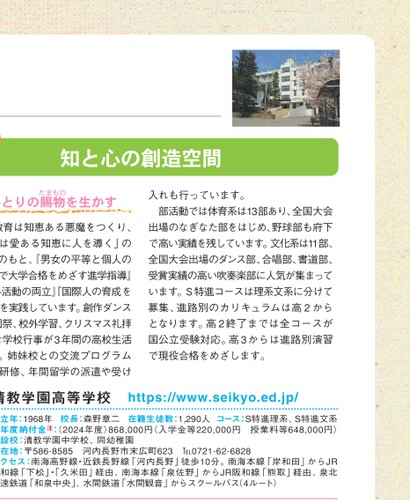 知と心の創造空間
たまもの
とりの賜物を生かす
教育は知恵ある悪魔をつくり、
は愛ある知恵に人を導く」の
のもと、「男女の平等と個人の
で大学合格をめざす進学指導」
活動の両立」「国際人の育成を
を実践しています。創作ダンス
園祭、校外学習、クリスマス礼拝
な学校行事が3年間の高校生活
。姉妹校との交流プログラム
研修、年間留学の派遣や受け
入れも行っています。
部活動では体育系は13部あり、全国大会
出場のなぎなた部をはじめ、野球部も府下
で高い実績を残しています。文化系は11部、
全国大会出場のダンス部、合唱部、書道部、
受賞実績の高い吹奏楽部に人気が集まって
います。S特進コースは理系文系に分けて
募集、進路別のカリキュラムは高2から
となります。高2終了までは全コースが
国公立受験対応。高3からは進路別演習
で現役合格をめざします。
清教学園高等学校 https://www.seikyo.ed.jp/
立年：1968年 校長：森野章二 在籍生徒数：1,290人 コース：S特進理系、S特進文系
年度納付金注：（2024年度）868,000円（入学金等220,000円 授業料等648,000円）
設校：清教学園中学校、同幼稚園
在地：〒586-8585 河内長野市末広町623 TEL0721-62-6828
クセス：南海高野線・近鉄長野線「河内長野」徒歩10分。南海本線「岸和田」からJR
和線「下松」・「久米田」経由、南海本線「泉佐野」からJR阪和線「熊取」経由、泉北
速鉄道「和泉中央」、水間鉄道「水間観音」からスクールバス（4ルート）